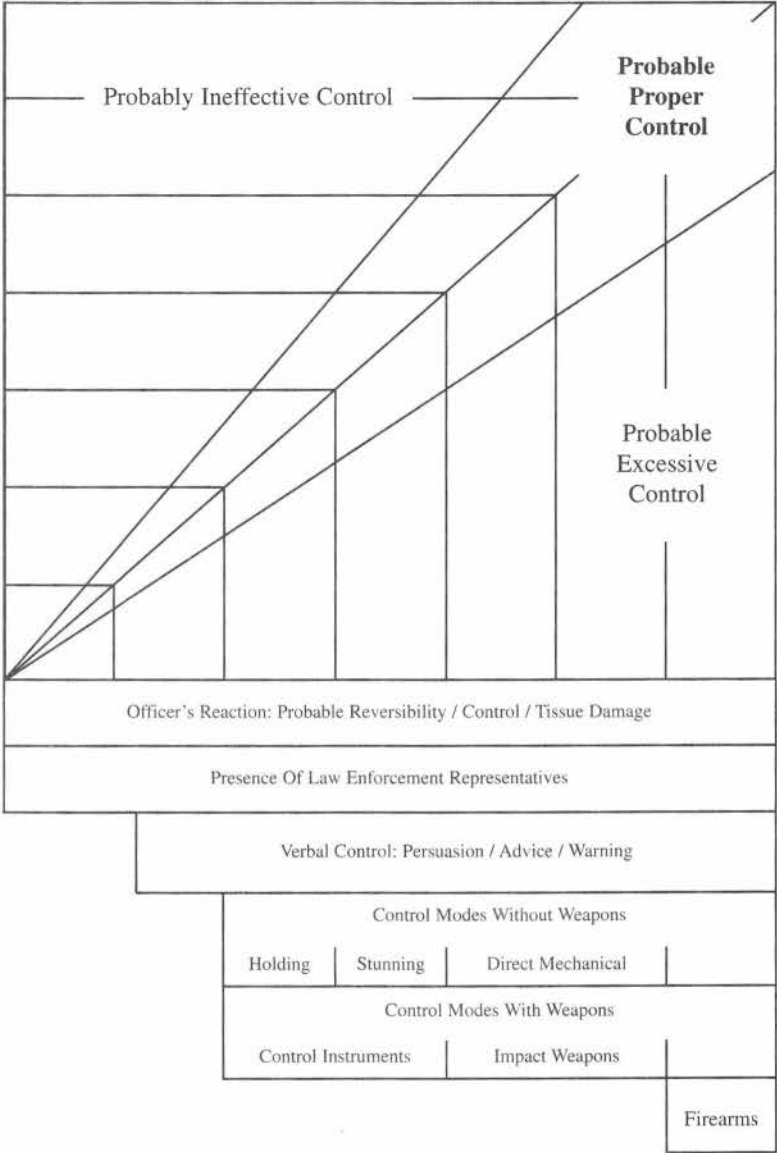 Probably Ineffective Control
Probable
Proper
Control
Probable
Excessive
Control
Officer's Reaction: Probable Reversibility / Control / Tissue Damage
Presence Of Law Enforcement Representatives
Verbal Control: Persuasion / Advice / Warning
Control Modes Without Weapons
Holding
Stunning
Direct Mechanical
Control Modes With Weapons
Control Instruments
Impact Weapons
Firearms